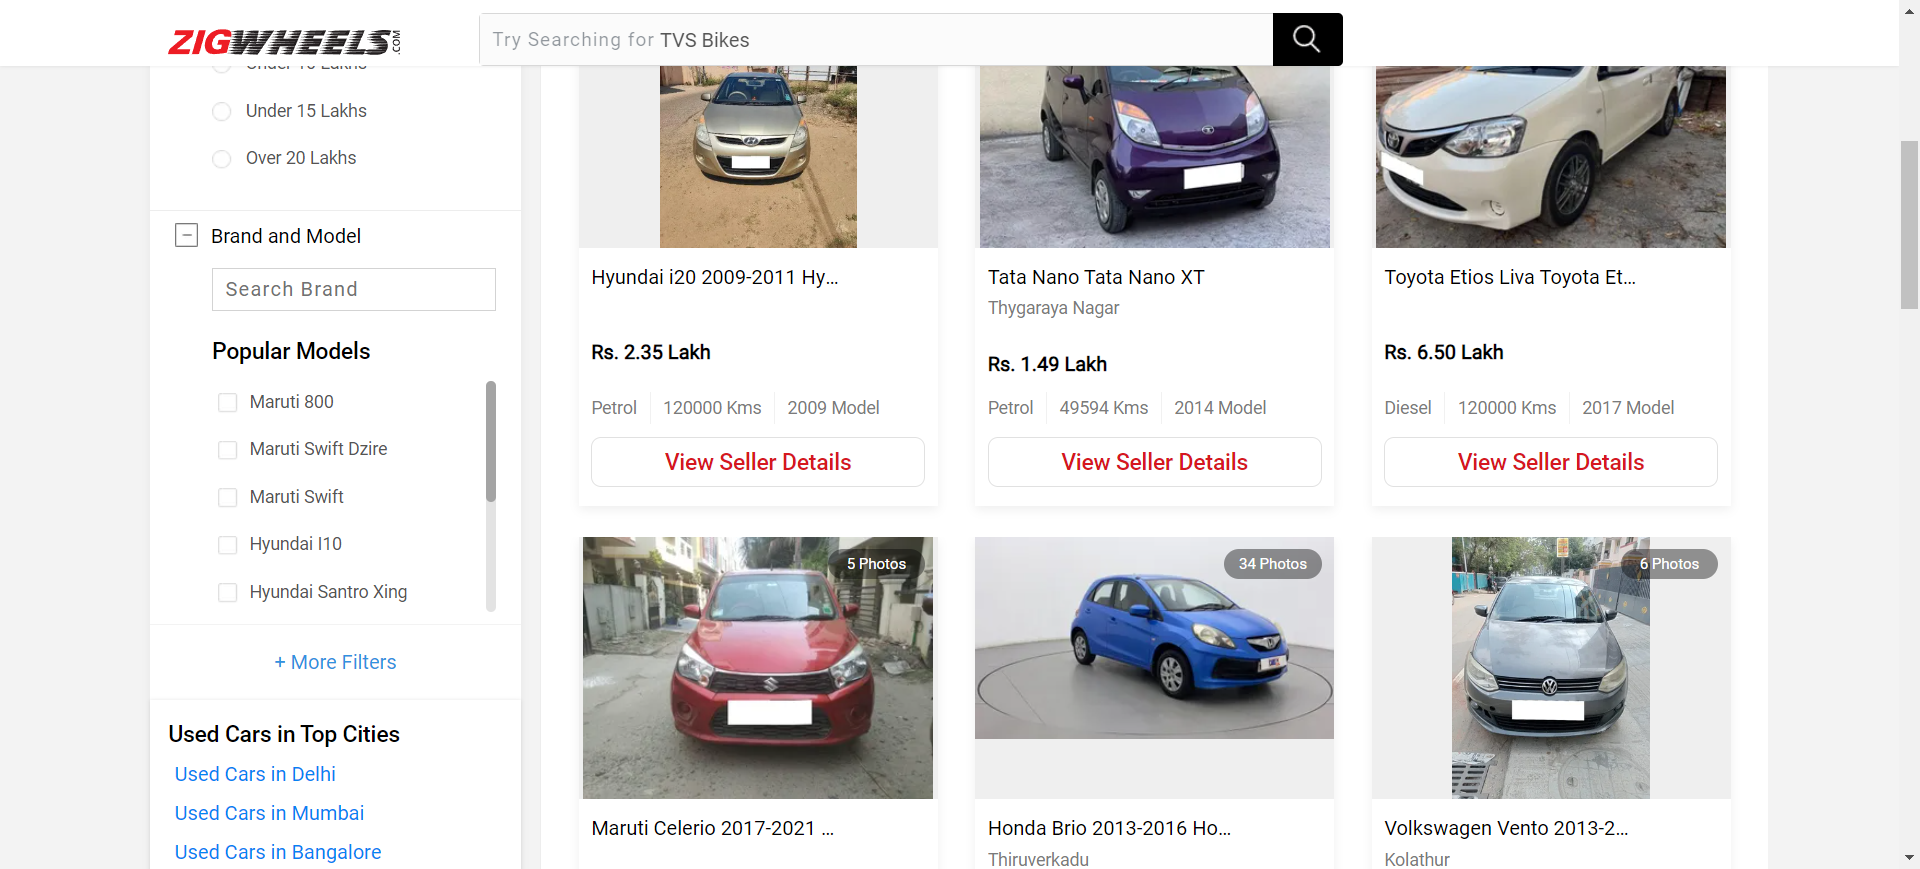 ZIGWHEELS.COM
Try Searching for TVS Bikes
Under 15 Lakhs
Over 20 Lakhs
Brand and Model
Search Brand
Popular Models
Maruti 800
Maruti Swift Dzire
Maruti Swift
Hyundai I10
Hyundai Santro Xing
+ More Filters
Used Cars in Top Cities
Used Cars in Delhi
Used Cars in Mumbai
Used Cars in Bangalore
Hyundai i20 2009-2011 Hy...
Rs. 2.35 Lakh
Petrol 120000 Kms 2009 Model
View Seller Details
Tata Nano Tata Nano XT
Thygaraya Nagar
Rs. 1.49 Lakh
Petrol 49594 Kms 2014 Model
View Seller Details
Toyota Etios Liva Toyota Et...
Rs. 6.50 Lakh
Diesel 120000 Kms 2017 Model
View Seller Details
5 Photos
Maruti Celerio 2017-2021 ...
34 Photos
Honda Brio 2013-2016 Ho...
Thiruverkadu
6 Photos
Volkswagen Vento 2013-2...
Kolathur